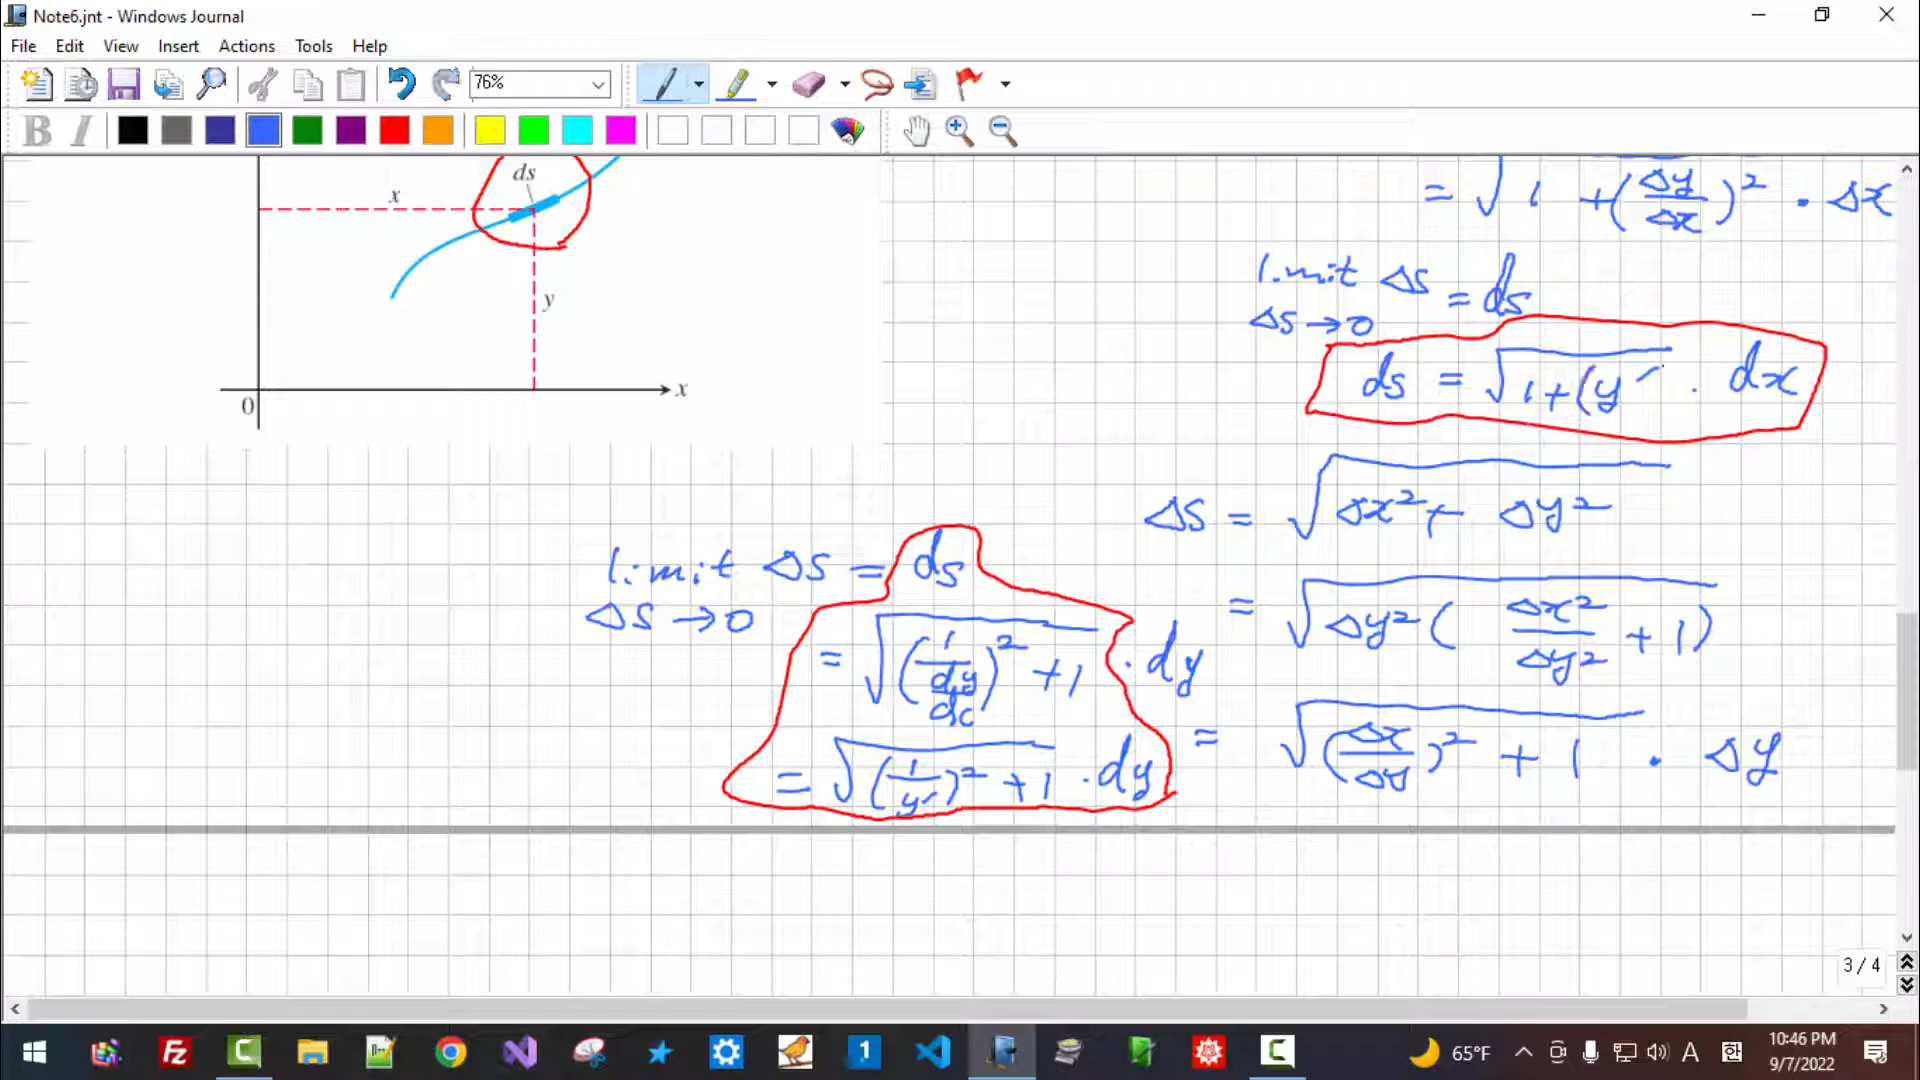 Note6.jnt - Windows Journal
File Edit View Insert Actions Tools Help
76%
B I
ds
x
y
0
x
= √1 + (Δy/Δx)² · Δx
limit Δs = ds
Δs → 0
ds = √1+(y′ · dx
Δs = √Δx² + Δy²
= √Δy² ( Δx²/Δy² + 1)
= √(Δx/Δy)² + 1 · Δy
limit Δs = ds
Δs → 0
= √(1/(dy/dx))² + 1 · dy
= √(1/y′)² + 1 · dy
3 / 4
65°F
A
한
10:46 PM
9/7/2022
Fz
C
1
C